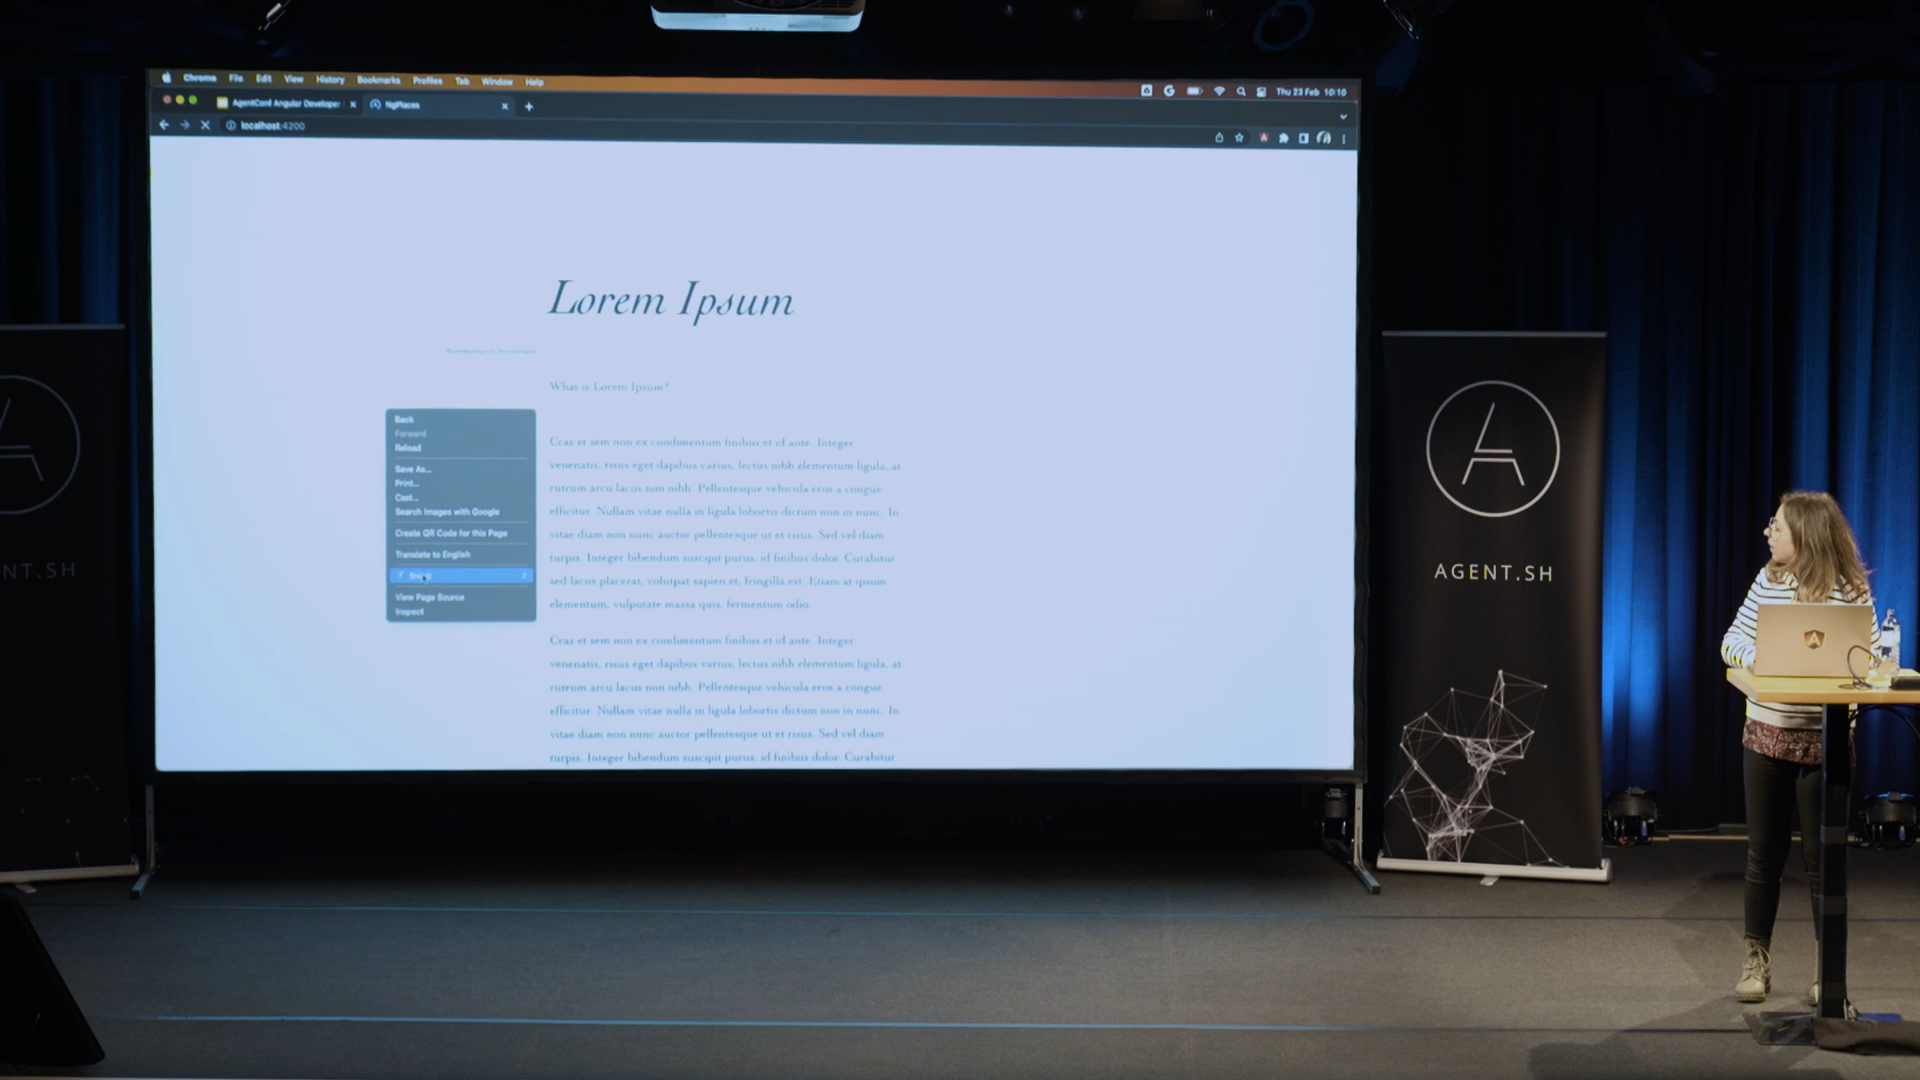 Chrome File Edit View History Bookmarks Profiles Tab Window Help
Thu 23 Feb 10:10
AgentConf Angular Developer
NgPlaces
localhost:4200
Lorem Ipsum
What is Lorem Ipsum?
Back
Forward
Reload
Save As...
Print...
Cast...
Search Images with Google
Create QR Code for this Page
Translate to English
View Page Source
Inspect
Cras et sem non ex condimentum finibus et id ante. Integer
venenatis, risus eget dapibus varius, lectus nibh elementum ligula, at
rutrum arcu lacus non nibh. Pellentesque vehicula eros a congue
efficitur. Nullam vitae nulla in ligula lobortis dictum non in nunc. In
vitae diam non nunc auctor pellentesque ut et risus. Sed vel diam
turpis. Integer bibendum suscipit purus, id finibus dolor. Curabitur
sed lacus placerat, volutpat sapien et, fringilla est. Etiam at ipsum
elementum, vulputate massa quis, fermentum odio.
Cras et sem non ex condimentum finibus et id ante. Integer
venenatis, risus eget dapibus varius, lectus nibh elementum ligula, at
rutrum arcu lacus non nibh. Pellentesque vehicula eros a congue
efficitur. Nullam vitae nulla in ligula lobortis dictum non in nunc. In
vitae diam non nunc auctor pellentesque ut et risus. Sed vel diam
turpis. Integer bibendum suscipit purus, id finibus dolor. Curabitur
NT.SH
AGENT.SH